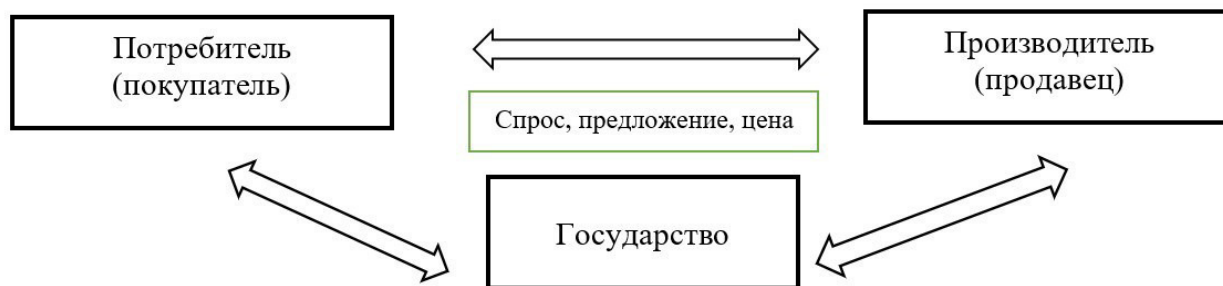 Потребитель
(покупатель)
Производитель
(продавец)
Спрос, предложение, цена
Государство